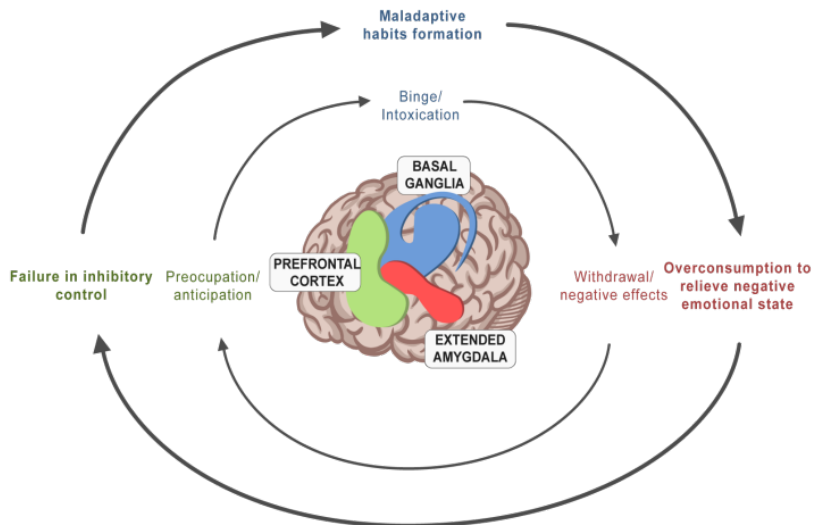 Maladaptive
habits formation
Binge/
Intoxication
BASAL
GANGLIA
PREFRONTAL
CORTEX
EXTENDED
AMYGDALA
Failure in inhibitory
control
Preocupation/
anticipation
Withdrawal/
negative effects
Overconsumption to
relieve negative
emotional state